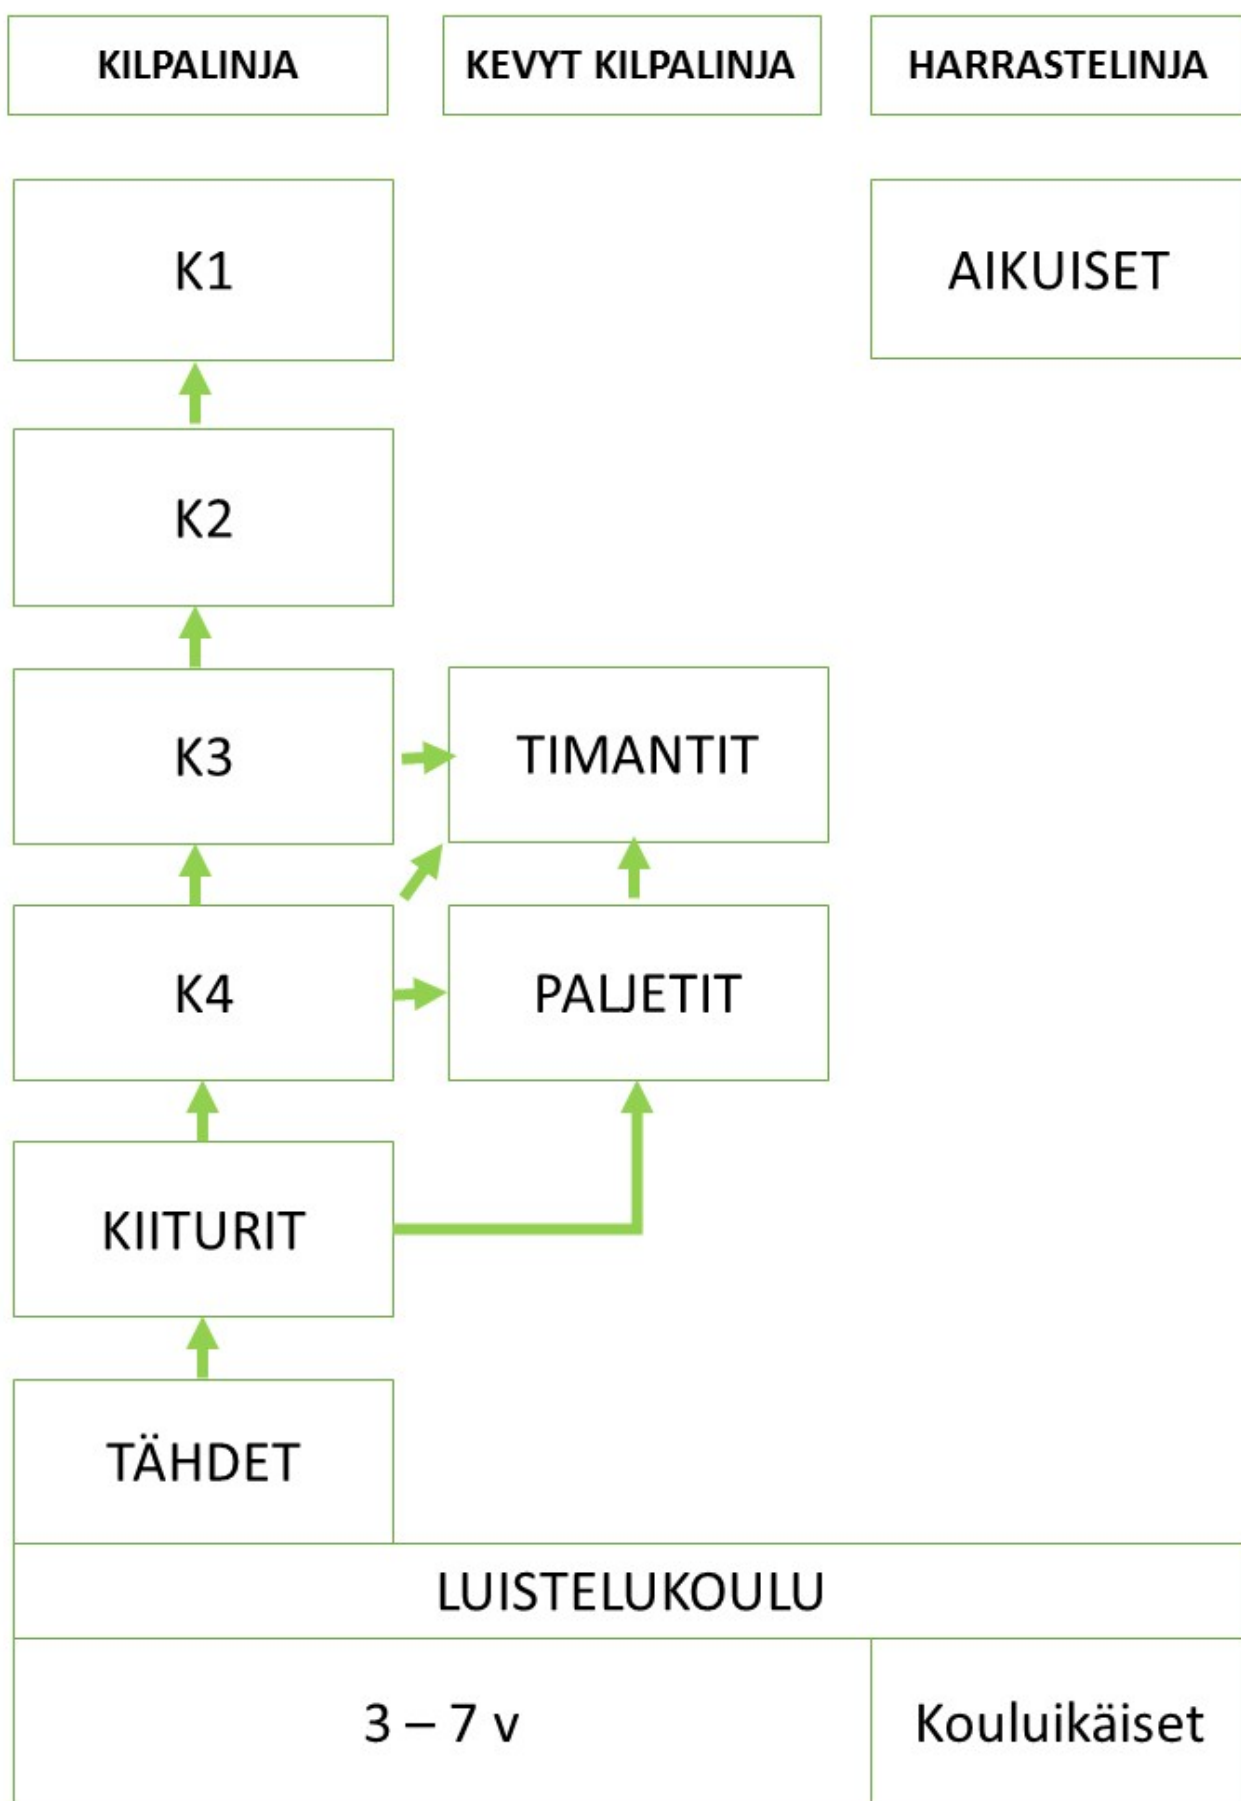 KILPALINJA
KEVYT KILPALINJA
HARRASTELINJA
K1
AIKUISET
K2
K3
TIMANTIT
K4
PALJETIT
KIITURIT
TÄHDET
LUISTELUKOULU
3 – 7 v
Kouluikäiset